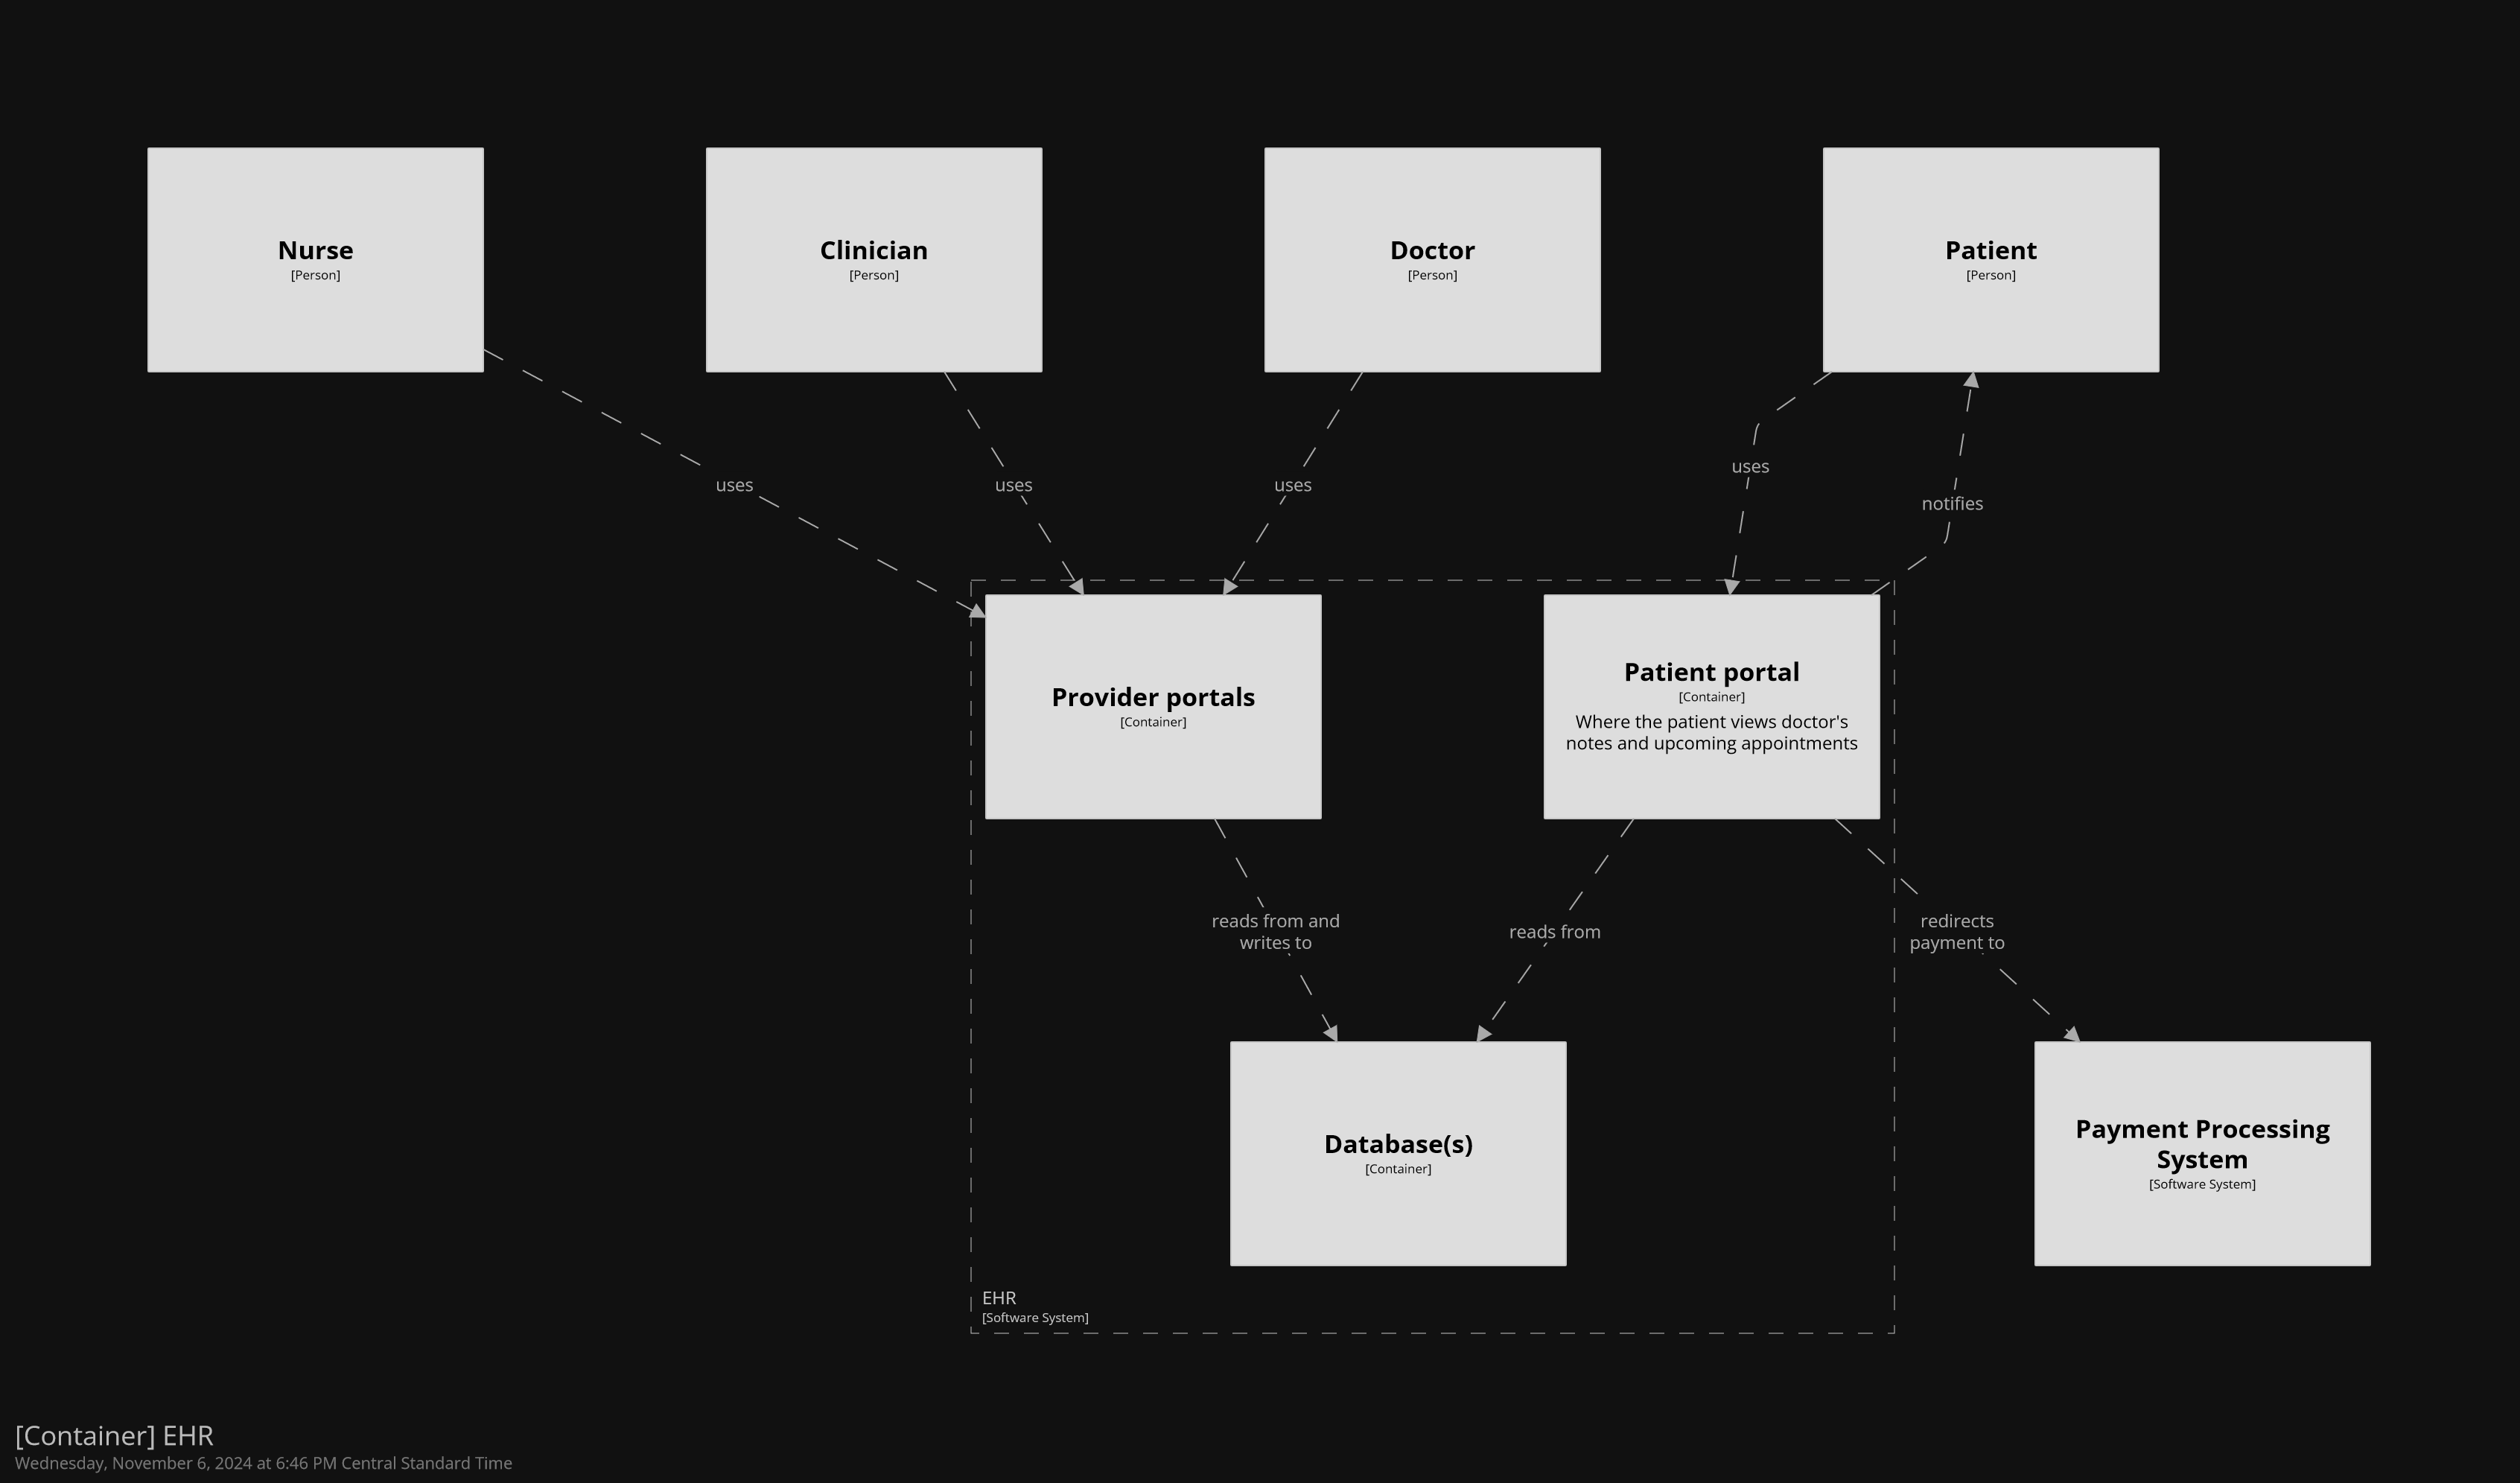 Nurse
[Person]
Clinician
[Person]
Doctor
[Person]
Patient
[Person]
uses
uses
uses
uses
notifies
Provider portals
[Container]
Patient portal
[Container]
Where the patient views doctor's
notes and upcoming appointments
reads from and
writes to
reads from
redirects
payment to
Database(s)
[Container]
Payment Processing
System
[Software System]
EHR
[Software System]
[Container] EHR
Wednesday, November 6, 2024 at 6:46 PM Central Standard Time